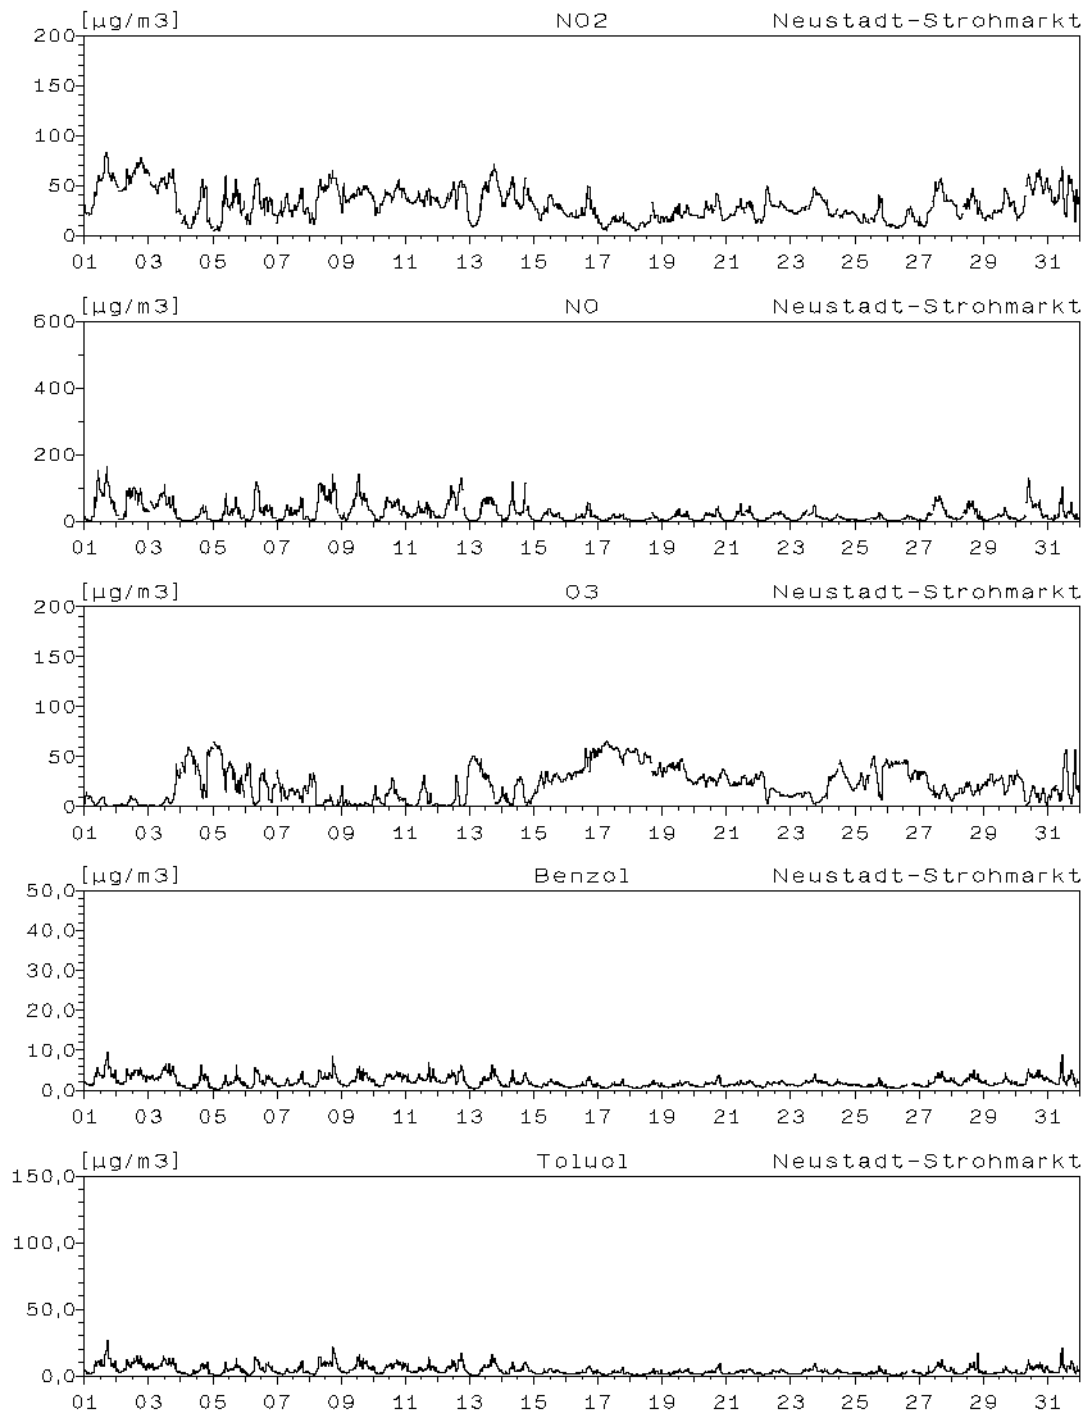 [µg/m3] NO2 Neustadt-Strohmarkt
200
150
100
50
0
01 03 05 07 09 11 13 15 17 19 21 23 25 27 29 31
[µg/m3] NO Neustadt-Strohmarkt
600
400
200
0
01 03 05 07 09 11 13 15 17 19 21 23 25 27 29 31
[µg/m3] O3 Neustadt-Strohmarkt
200
150
100
50
0
01 03 05 07 09 11 13 15 17 19 21 23 25 27 29 31
[µg/m3] Benzol Neustadt-Strohmarkt
50,0
40,0
30,0
20,0
10,0
0,0
01 03 05 07 09 11 13 15 17 19 21 23 25 27 29 31
[µg/m3] Toluol Neustadt-Strohmarkt
150,0
100,0
50,0
0,0
01 03 05 07 09 11 13 15 17 19 21 23 25 27 29 31